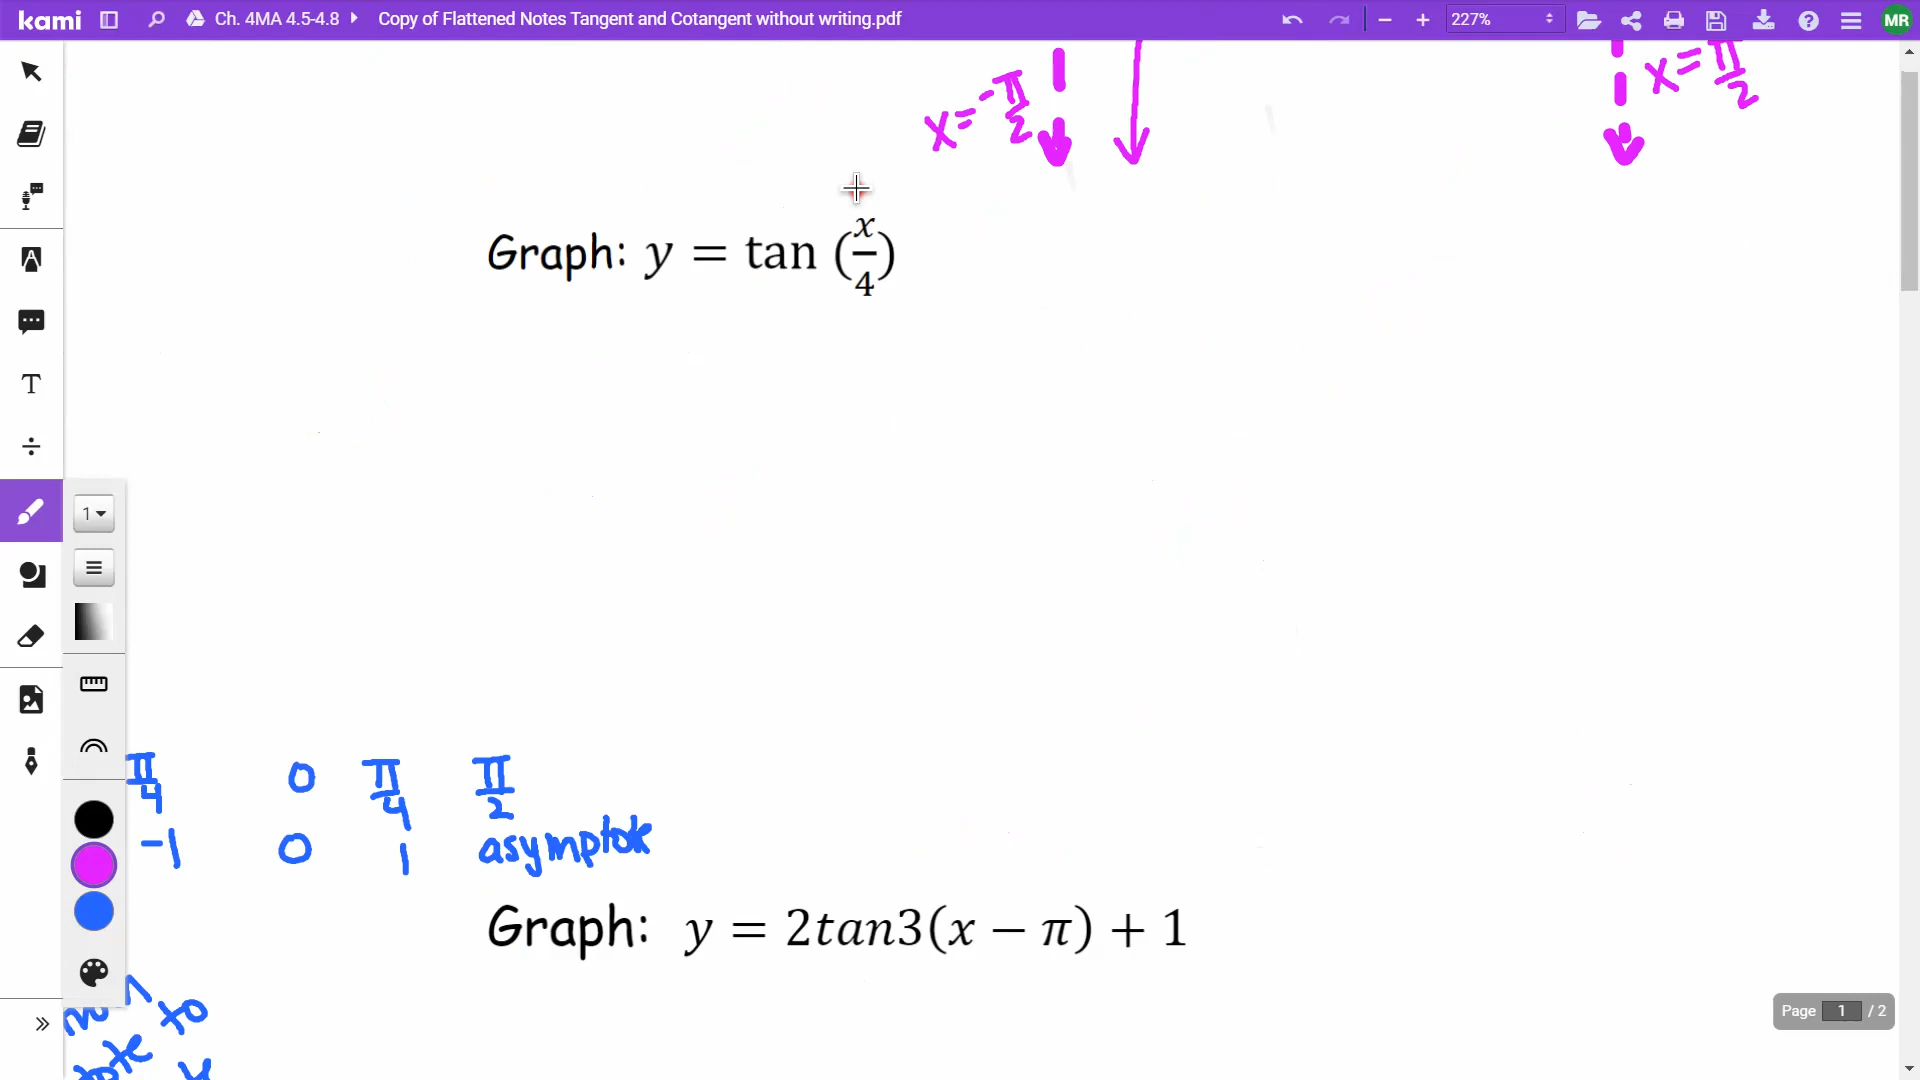 kami Ch. 4MA 4.5-4.8 Copy of Flattened Notes Tangent and Cotangent without writing.pdf 227% MR
x = -π/2
x = π/2
Graph: y = tan (x/4)
T
1
π/4 0 π/4 π/2
-1 0 1 asymptote
Graph: y = 2tan3(x − π) + 1
to
Page 1 / 2